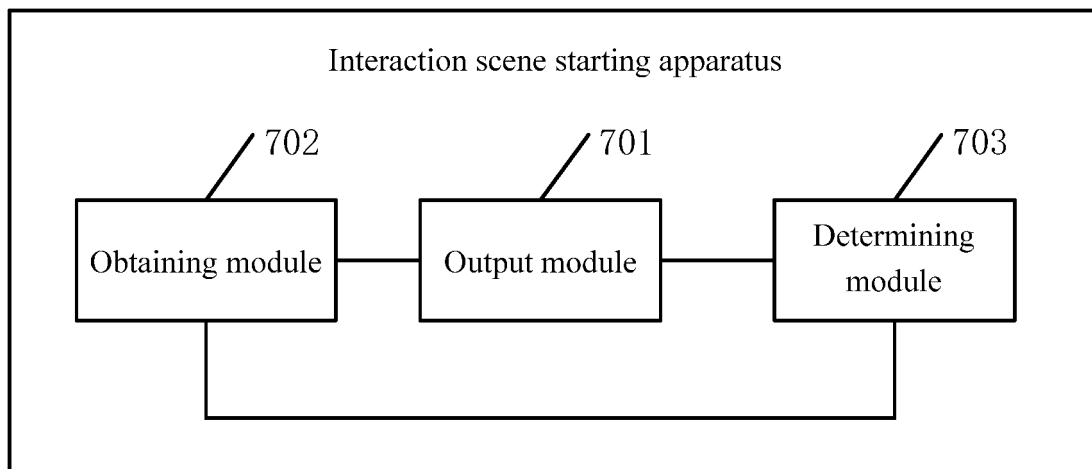 Interaction scene starting apparatus
702
701
703
Obtaining module
Output module
Determining
module